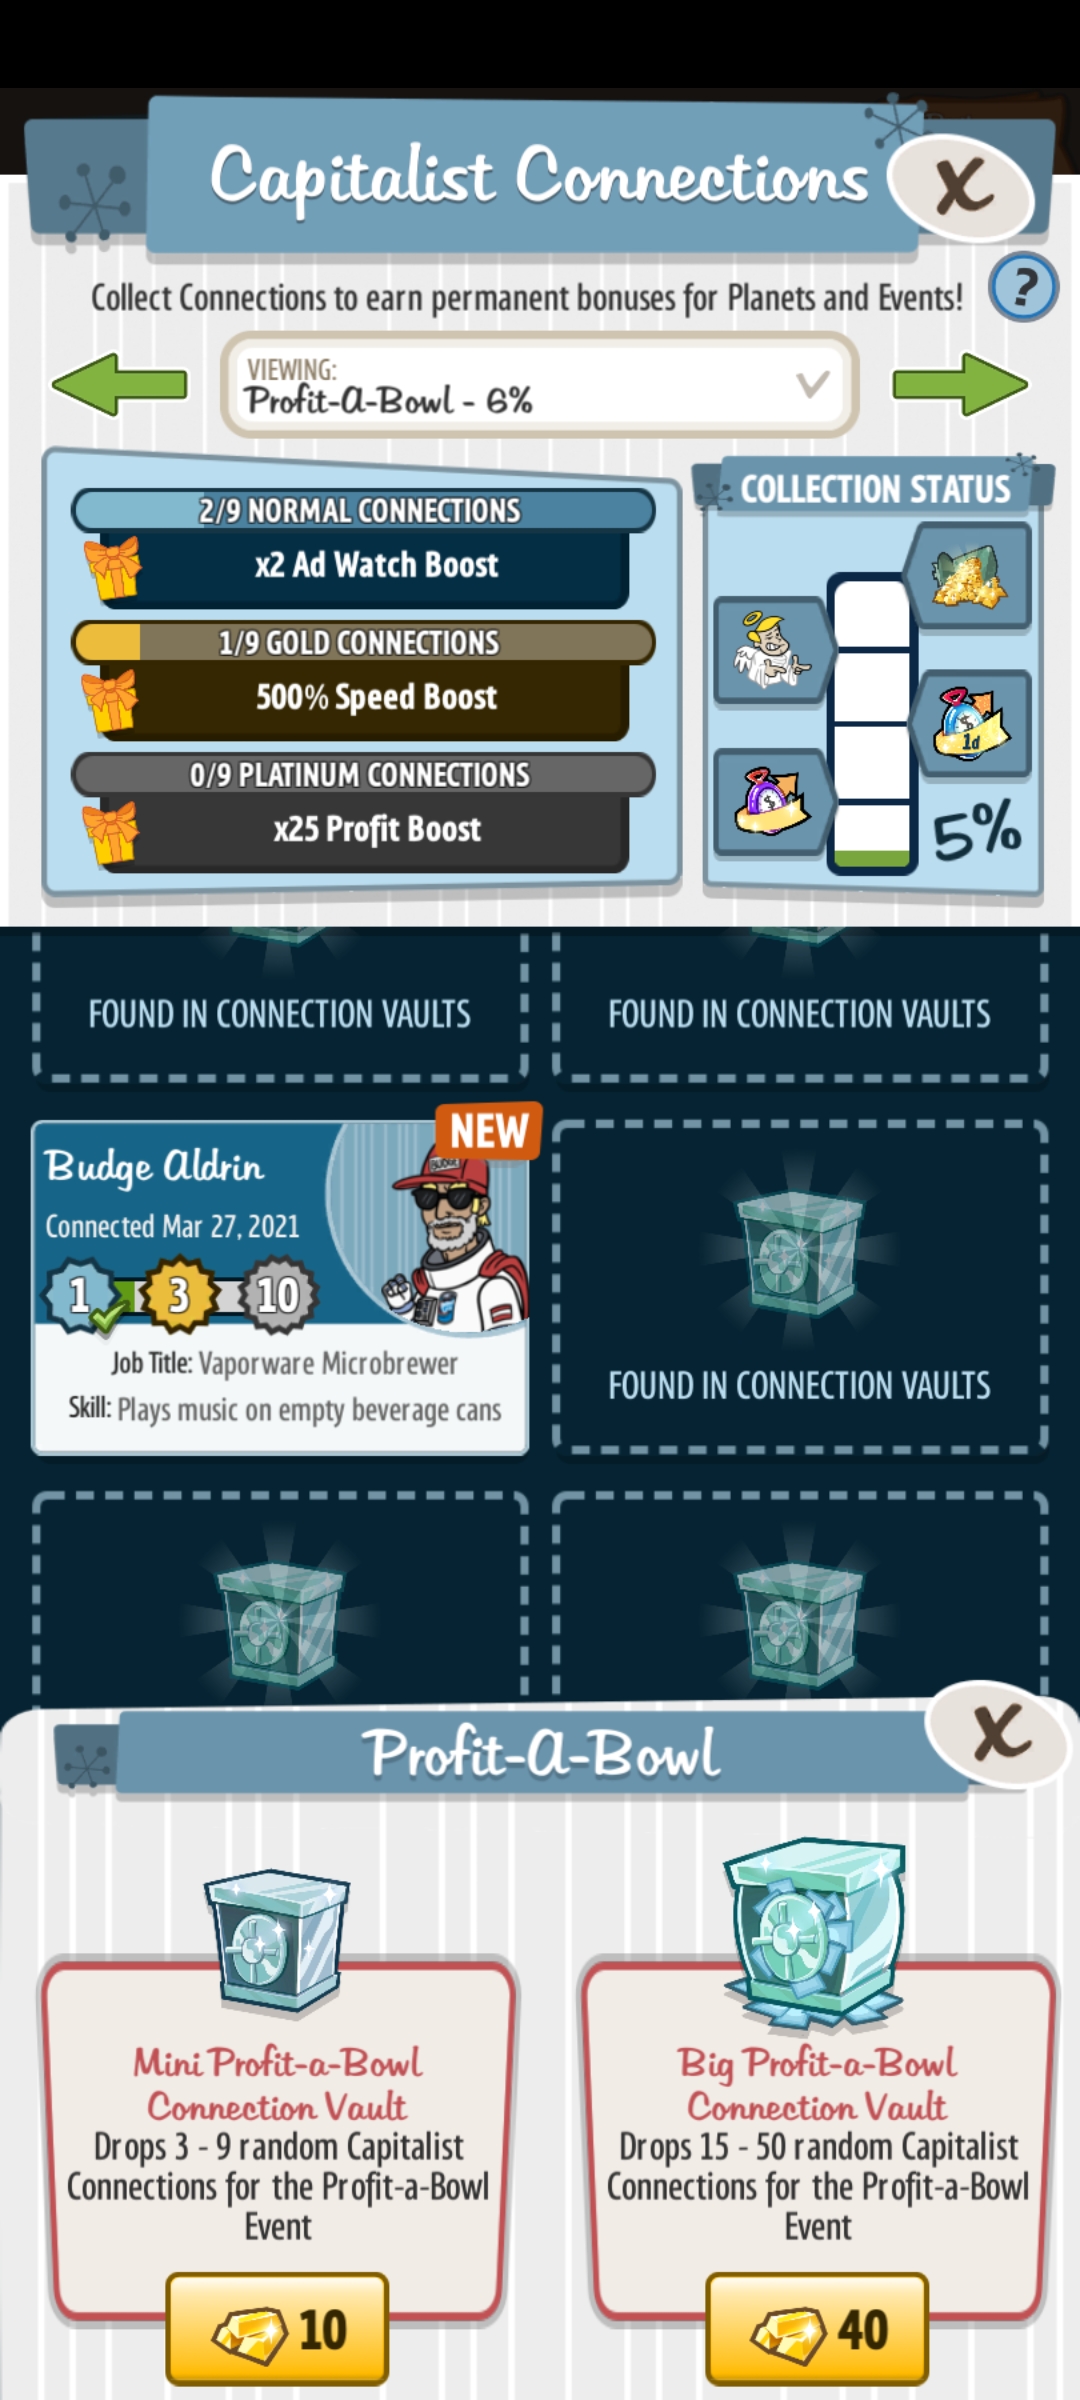 Capitalist Connections
X
Collect Connections to earn permanent bonuses for Planets and Events!
?
VIEWING:
Profit-A-Bowl - 6%
2/9 NORMAL CONNECTIONS
x2 Ad Watch Boost
1/9 GOLD CONNECTIONS
500% Speed Boost
0/9 PLATINUM CONNECTIONS
x25 Profit Boost
COLLECTION STATUS
1d
5%
FOUND IN CONNECTION VAULTS
FOUND IN CONNECTION VAULTS
NEW
Budge Aldrin
BUDGE
Connected Mar 27, 2021
1 3 10
Job Title: Vaporware Microbrewer
Skill: Plays music on empty beverage cans
FOUND IN CONNECTION VAULTS
Profit-A-Bowl
X
Mini Profit-a-Bowl
Connection Vault
Drops 3 - 9 random Capitalist
Connections for the Profit-a-Bowl
Event
10
Big Profit-a-Bowl
Connection Vault
Drops 15 - 50 random Capitalist
Connections for the Profit-a-Bowl
Event
40